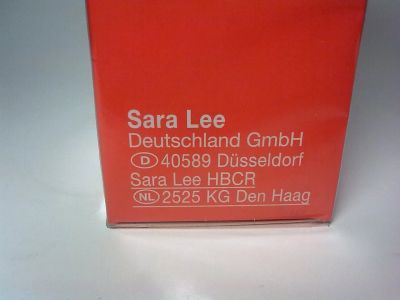 Sara Lee
Deutschland GmbH
D 40589 Düsseldorf
Sara Lee HBCR
NL 2525 KG Den Haag